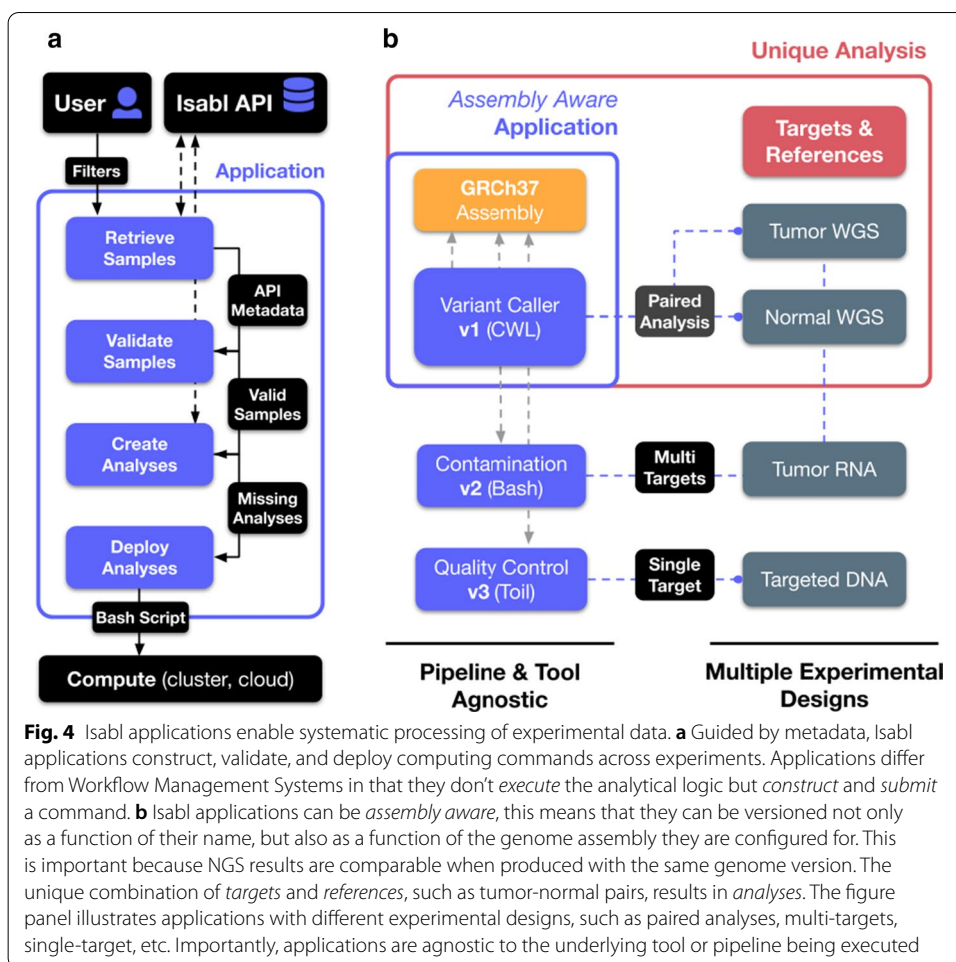 a
User
Isabl API
Filters
Application
Retrieve
Samples
API
Metadata
Validate
Samples
Valid
Samples
Create
Analyses
Missing
Analyses
Deploy
Analyses
Bash Script
Compute (cluster, cloud)
b
Unique Analysis
Assembly Aware
Application
Targets &
References
GRCh37
Assembly
Tumor WGS
Variant Caller
v1 (CWL)
Paired
Analysis
Normal WGS
Contamination
v2 (Bash)
Multi
Targets
Tumor RNA
Quality Control
v3 (Toil)
Single
Target
Targeted DNA
Pipeline & Tool
Agnostic
Multiple Experimental
Designs
Fig. 4 Isabl applications enable systematic processing of experimental data. a Guided by metadata, Isabl
applications construct, validate, and deploy computing commands across experiments. Applications differ
from Workflow Management Systems in that they don't execute the analytical logic but construct and submit
a command. b Isabl applications can be assembly aware, this means that they can be versioned not only
as a function of their name, but also as a function of the genome assembly they are configured for. This
is important because NGS results are comparable when produced with the same genome version. The
unique combination of targets and references, such as tumor-normal pairs, results in analyses. The figure
panel illustrates applications with different experimental designs, such as paired analyses, multi-targets,
single-target, etc. Importantly, applications are agnostic to the underlying tool or pipeline being executed